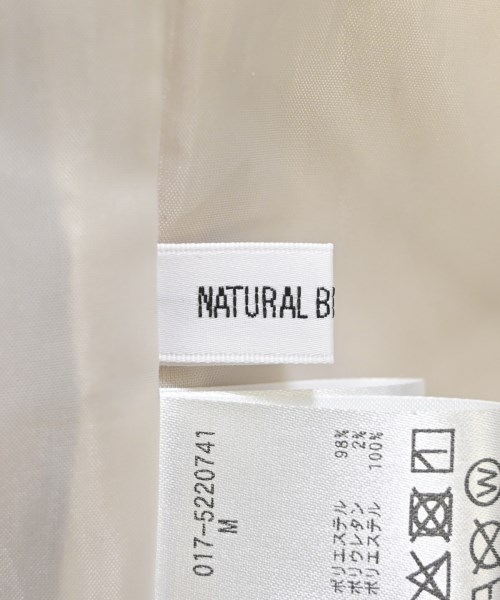 NATURAL B
017-5220741
M
ポリエステル 98%
ポリウレタン 2%
ポリエステル 100%
W